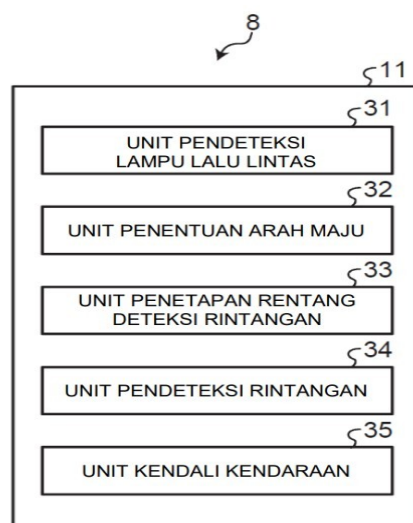 8
11
31
UNIT PENDETEKSI
LAMPU LALU LINTAS
32
UNIT PENENTUAN ARAH MAJU
33
UNIT PENETAPAN RENTANG
DETEKSI RINTANGAN
34
UNIT PENDETEKSI RINTANGAN
35
UNIT KENDALI KENDARAAN